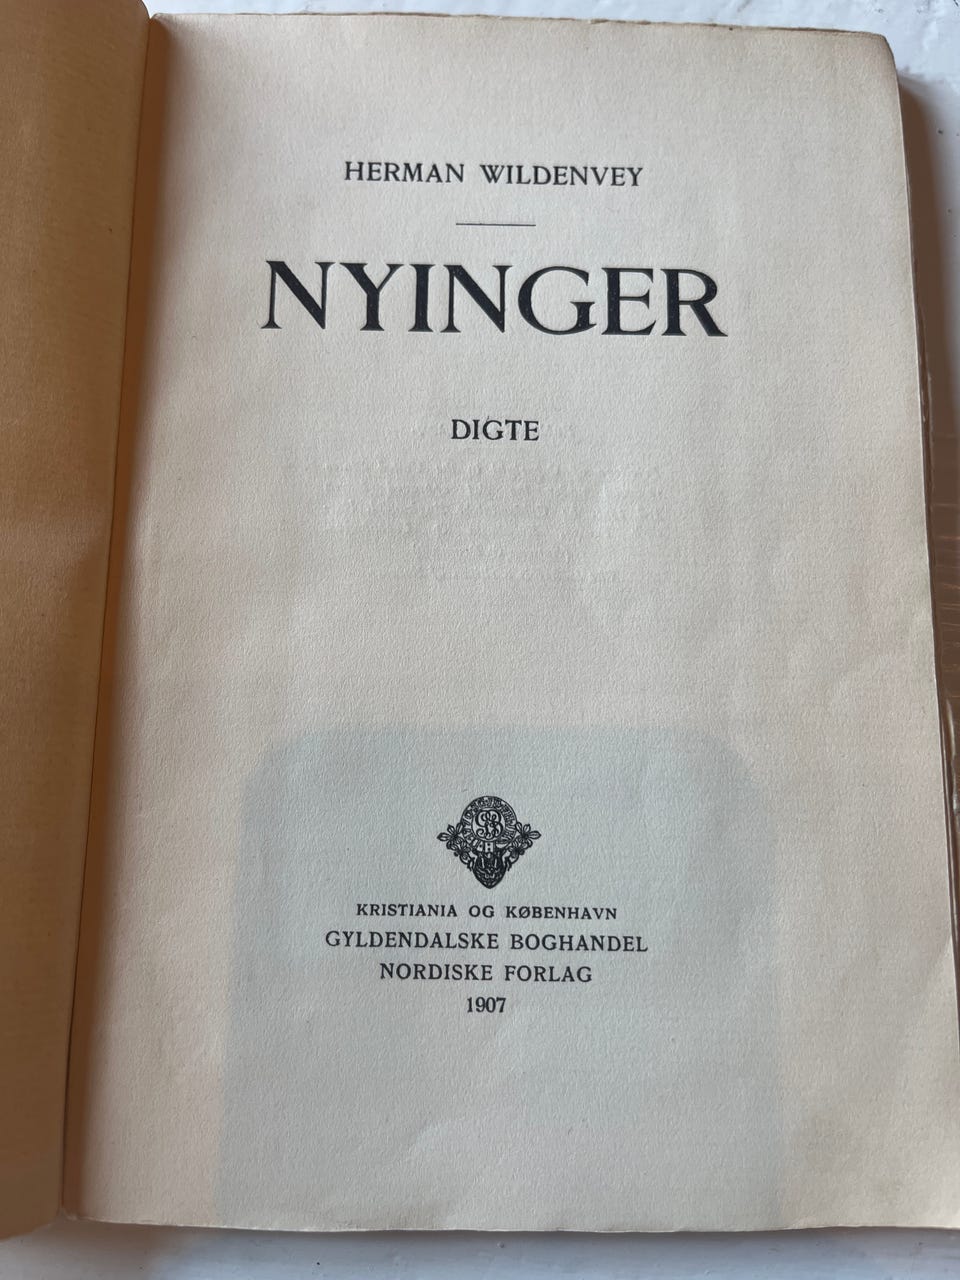 HERMAN WILDENVEY
NYINGER
DIGTE
KRISTIANIA OG KØBENHAVN
GYLDENDALSKE BOGHANDEL
NORDISKE FORLAG
1907